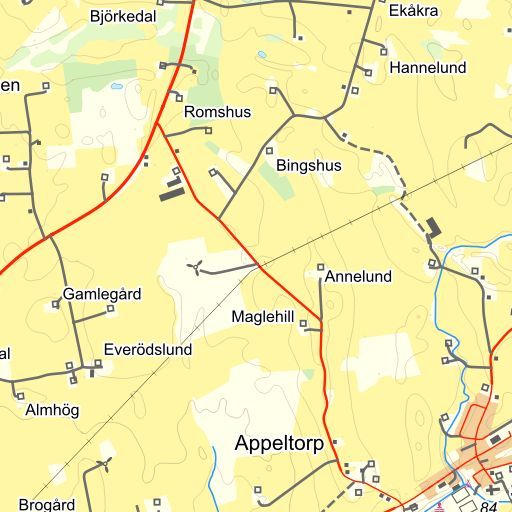 Björkedal
Ekåkra
Hannelund
en
Romshus
Bingshus
Annelund
Gamlegård
Maglehill
al
Everödslund
Almhög
Appeltorp
Brogård
84